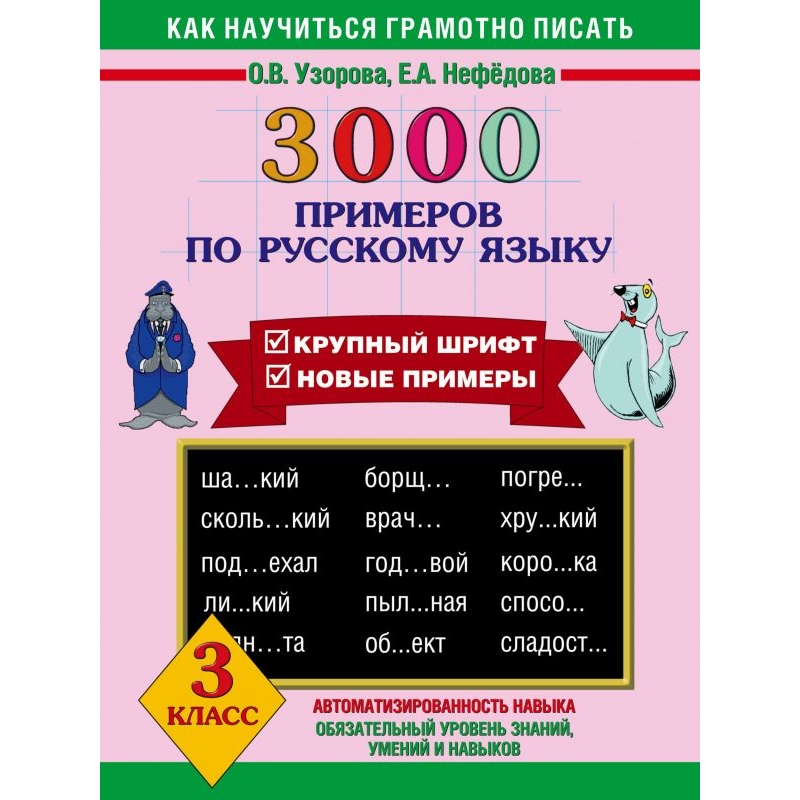 КАК НАУЧИТЬСЯ ГРАМОТНО ПИСАТЬ
О.В. Узорова, Е.А. Нефёдова
3000
ПРИМЕРОВ
ПО РУССКОМУ ЯЗЫКУ
КРУПНЫЙ ШРИФТ
НОВЫЕ ПРИМЕРЫ
ша...кий борщ... погре...
сколь...кий врач... хру...кий
под...ехал год...вой коро...ка
ли...кий пыл...ная спосо...
об...ект сладост...
3
КЛАСС
АВТОМАТИЗИРОВАННОСТЬ НАВЫКА
ОБЯЗАТЕЛЬНЫЙ УРОВЕНЬ ЗНАНИЙ,
УМЕНИЙ И НАВЫКОВ